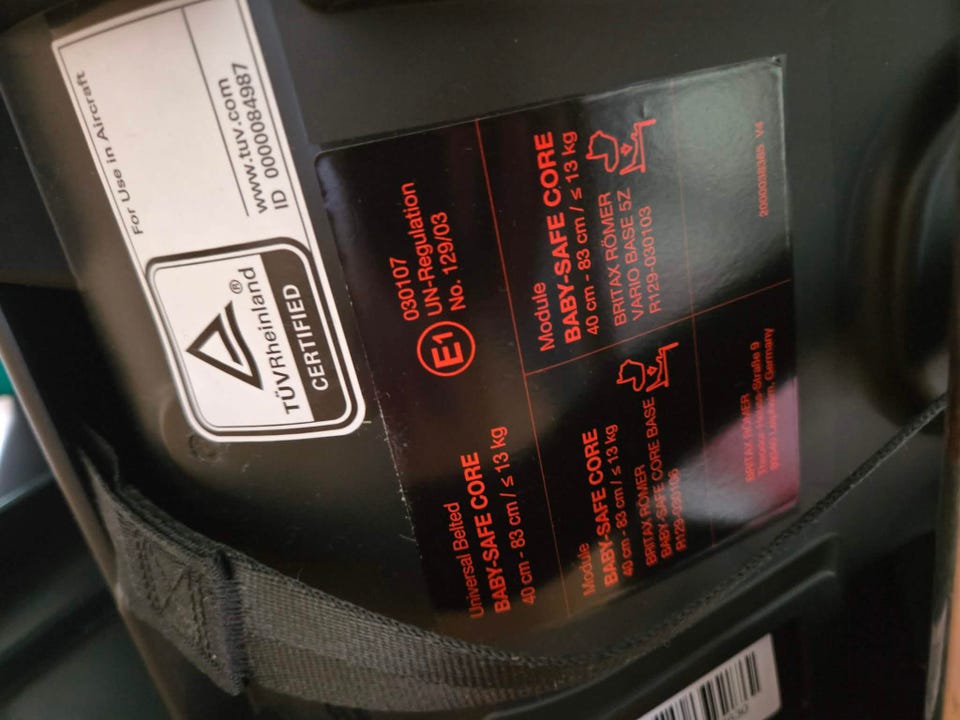 For Use in Aircraft
www.tuv.com
ID 0000084987
TÜVRheinland®
CERTIFIED
Universal Belted
BABY-SAFE CORE
40 cm - 83 cm / ≤ 13 kg
E1
030107
UN-Regulation
No. 129/03
Module
BABY-SAFE CORE
40 cm - 83 cm / ≤ 13 kg
BRITAX RÖMER
BABY-SAFE CORE BASE
Module
BABY-SAFE CORE
40 cm - 83 cm / ≤ 13 kg
BRITAX RÖMER
VARIO BASE 5Z
R129-030103
BRITAX RÖMER
Germany
V4